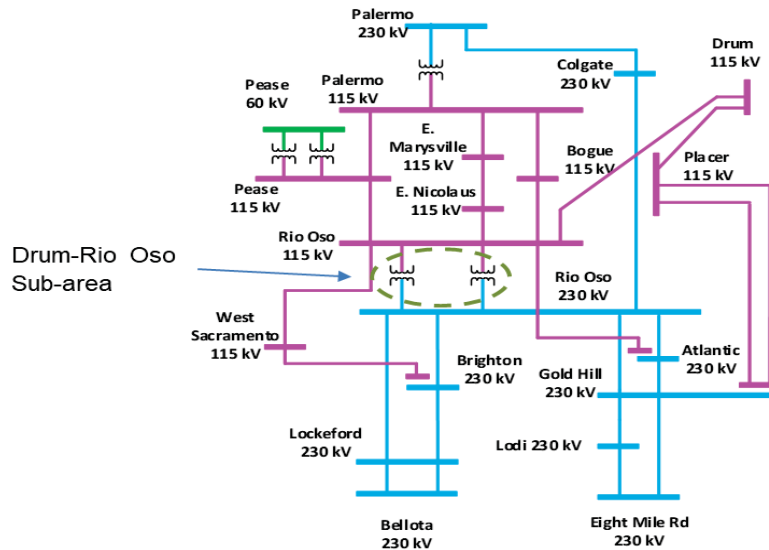 Palermo
230 kV
Drum
115 kV
Colgate
230 kV
Palermo
115 kV
Pease
60 kV
E.
Marysville
115 kV
Bogue
115 kV
Placer
115 kV
Pease
115 kV
E. Nicolaus
115 kV
Rio Oso
115 kV
Drum-Rio Oso
Sub-area
Rio Oso
230 kV
West
Sacramento
115 kV
Brighton
230 kV
Atlantic
230 kV
Gold Hill
230 kV
Lockeford
230 kV
Lodi 230 kV
Bellota
230 kV
Eight Mile Rd
230 kV